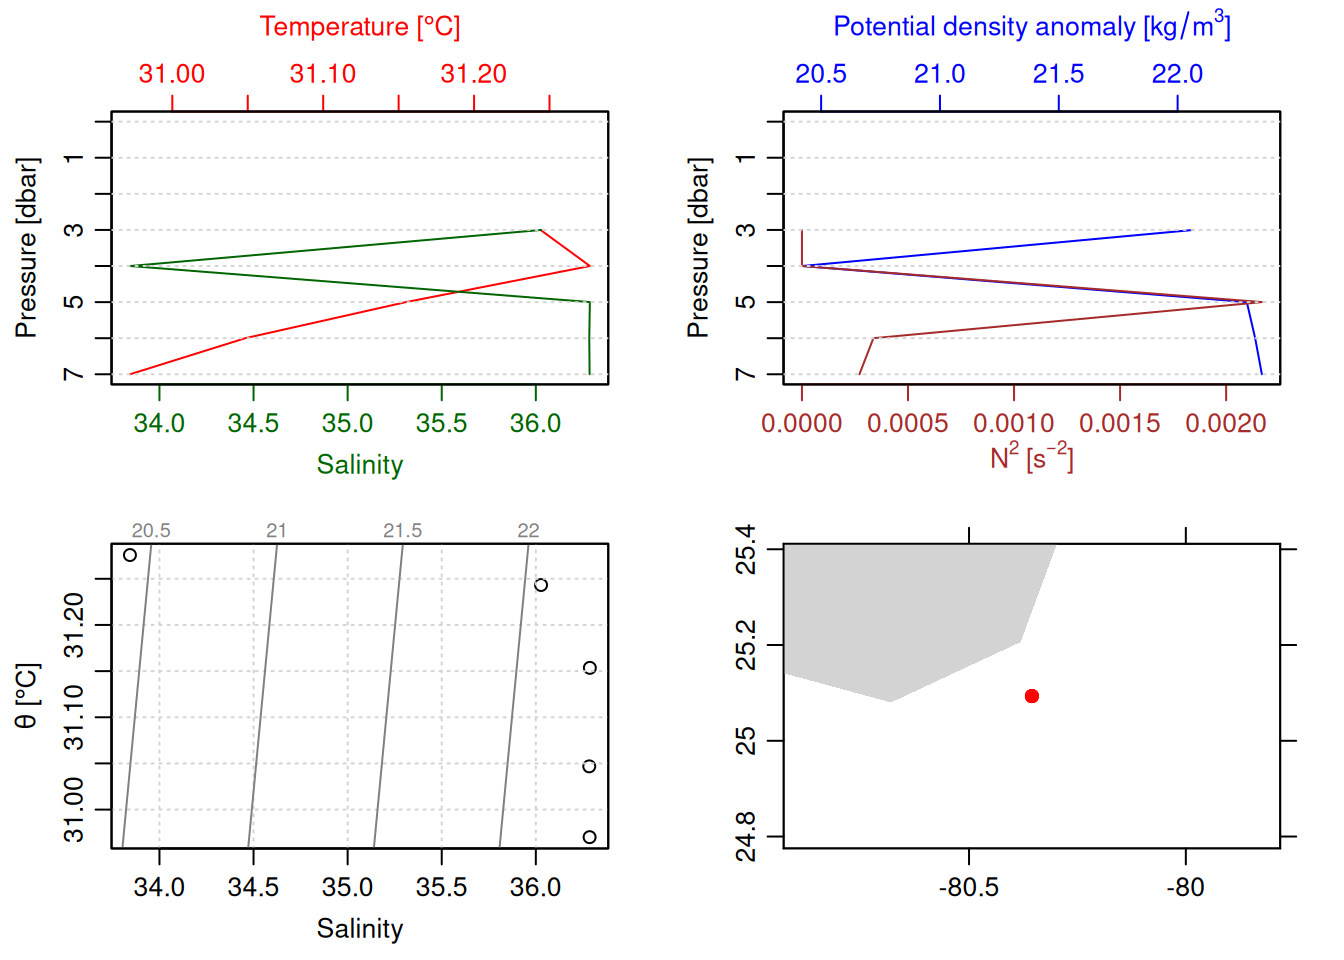 Temperature [°C]
31.00 31.10 31.20
Pressure [dbar]
1
3
5
7
34.0 34.5 35.0 35.5 36.0
Salinity
Potential density anomaly [kg/m³]
20.5 21.0 21.5 22.0
Pressure [dbar]
1
3
5
7
0.0000 0.0005 0.0010 0.0015 0.0020
N² [s⁻²]
20.5 21 21.5 22
θ [°C]
31.20
31.10
31.00
34.0 34.5 35.0 35.5 36.0
Salinity
25.4
25.2
25
24.8
-80.5 -80